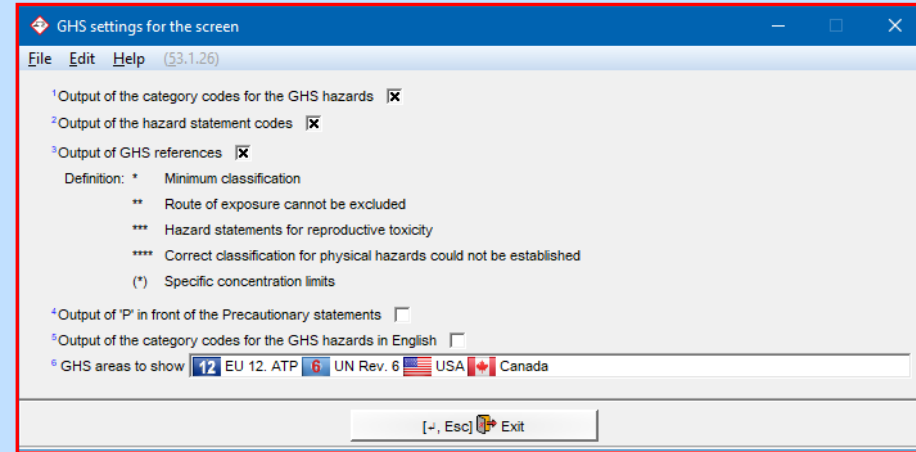 GHS settings for the screen
File Edit Help (53.1.26)
1 Output of the category codes for the GHS hazards
2 Output of the hazard statement codes
3 Output of GHS references
Definition: * Minimum classification
** Route of exposure cannot be excluded
*** Hazard statements for reproductive toxicity
**** Correct classification for physical hazards could not be established
(*) Specific concentration limits
4 Output of 'P' in front of the Precautionary statements
5 Output of the category codes for the GHS hazards in English
6 GHS areas to show 12 EU 12. ATP 6 UN Rev. 6 USA Canada
[↲, Esc] Exit